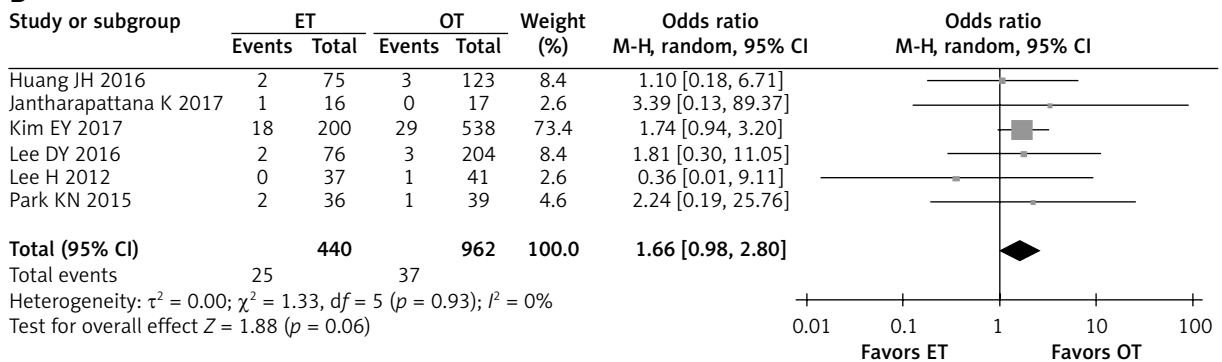 Study or subgroup ET OT Weight Odds ratio Odds ratio
Events Total Events Total (%) M-H, random, 95% CI M-H, random, 95% CI
Huang JH 2016 2 75 3 123 8.4 1.10 [0.18, 6.71]
Jantharapattana K 2017 1 16 0 17 2.6 3.39 [0.13, 89.37]
Kim EY 2017 18 200 29 538 73.4 1.74 [0.94, 3.20]
Lee DY 2016 2 76 3 204 8.4 1.81 [0.30, 11.05]
Lee H 2012 0 37 1 41 2.6 0.36 [0.01, 9.11]
Park KN 2015 2 36 1 39 4.6 2.24 [0.19, 25.76]
Total (95% CI) 440 962 100.0 1.66 [0.98, 2.80]
Total events 25 37
Heterogeneity: τ² = 0.00; χ² = 1.33, df = 5 (p = 0.93); I² = 0%
Test for overall effect Z = 1.88 (p = 0.06)
0.01 0.1 1 10 100
Favors ET Favors OT